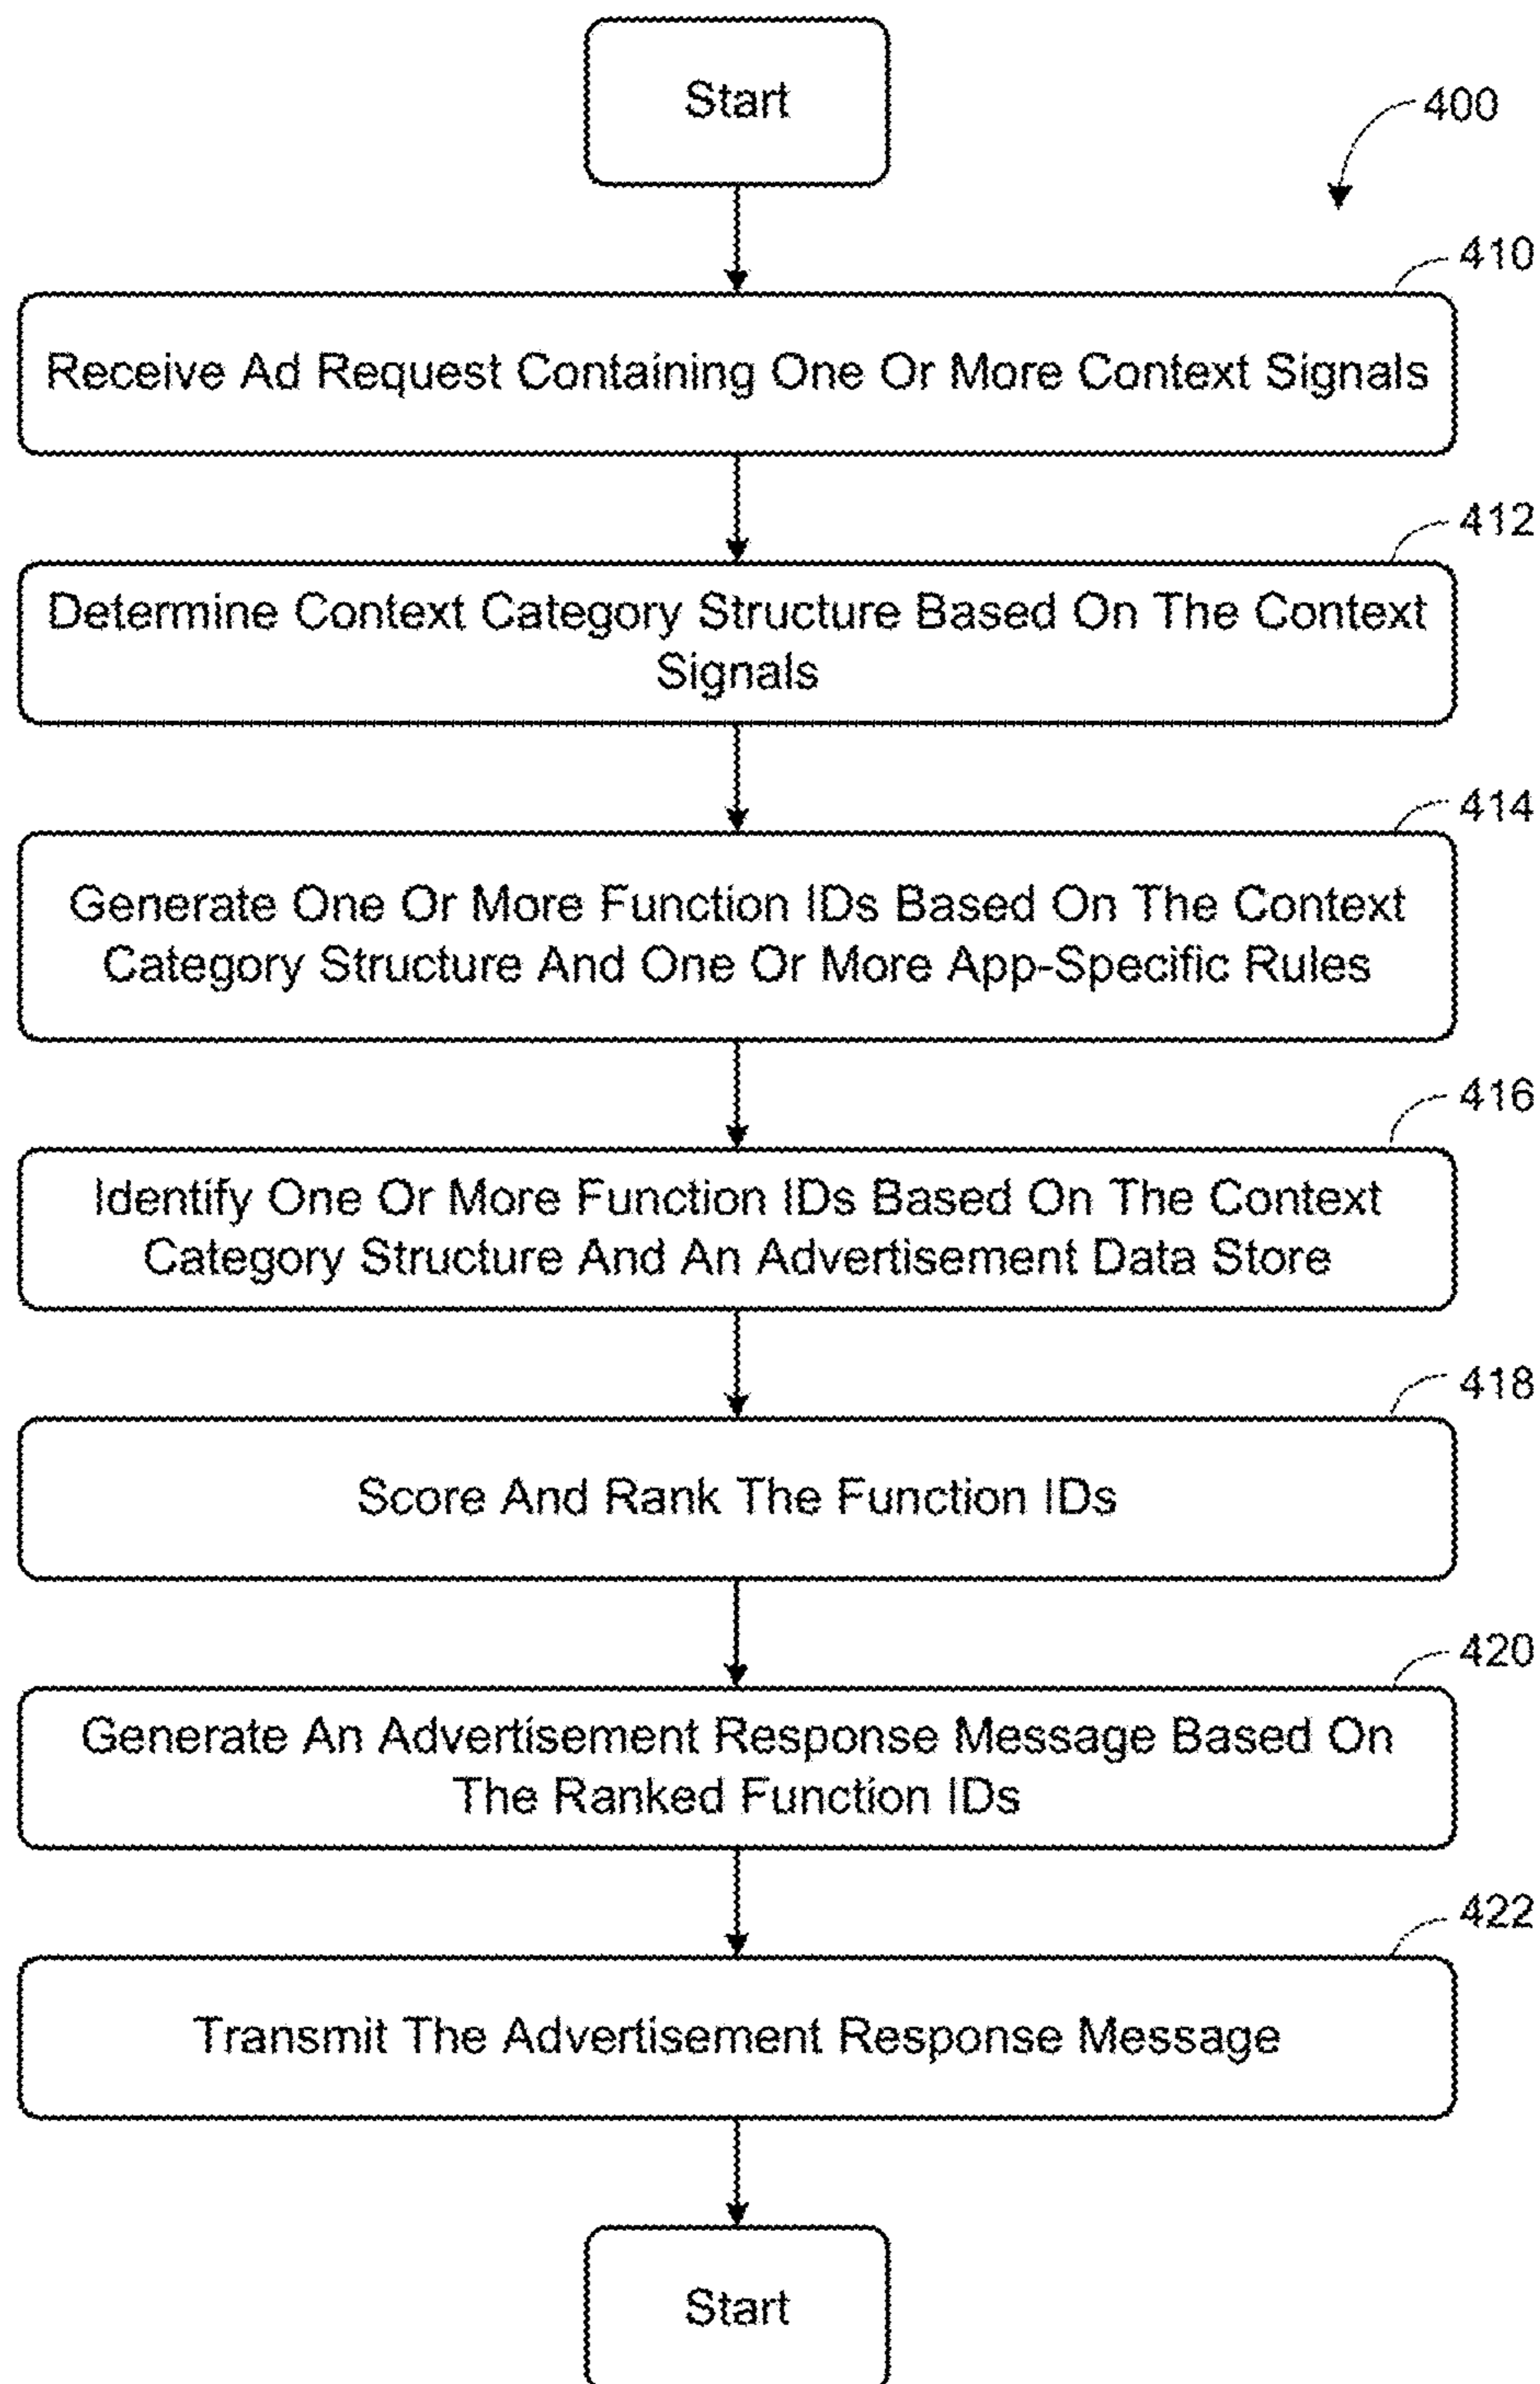 Start
400
410
Receive Ad Request Containing One Or More Context Signals
412
Determine Context Category Structure Based On The Context
Signals
414
Generate One Or More Function IDs Based On The Context
Category Structure And One Or More App-Specific Rules
416
Identify One Or More Function IDs Based On The Context
Category Structure And An Advertisement Data Store
418
Score And Rank The Function IDs
420
Generate An Advertisement Response Message Based On
The Ranked Function IDs
422
Transmit The Advertisement Response Message
Start